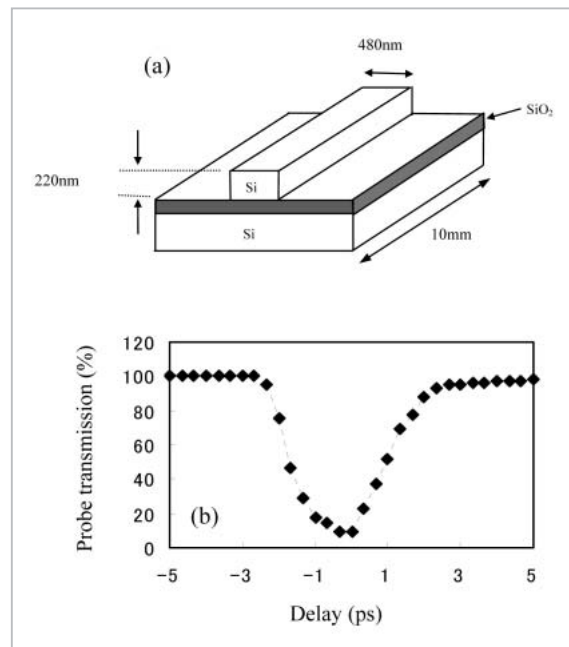 (a)
480nm
SiO₂
220nm
Si
Si
10mm
Probe transmission (%)
120
100
80
60
40
20
0
(b)
−5 −3 −1 1 3 5
Delay (ps)